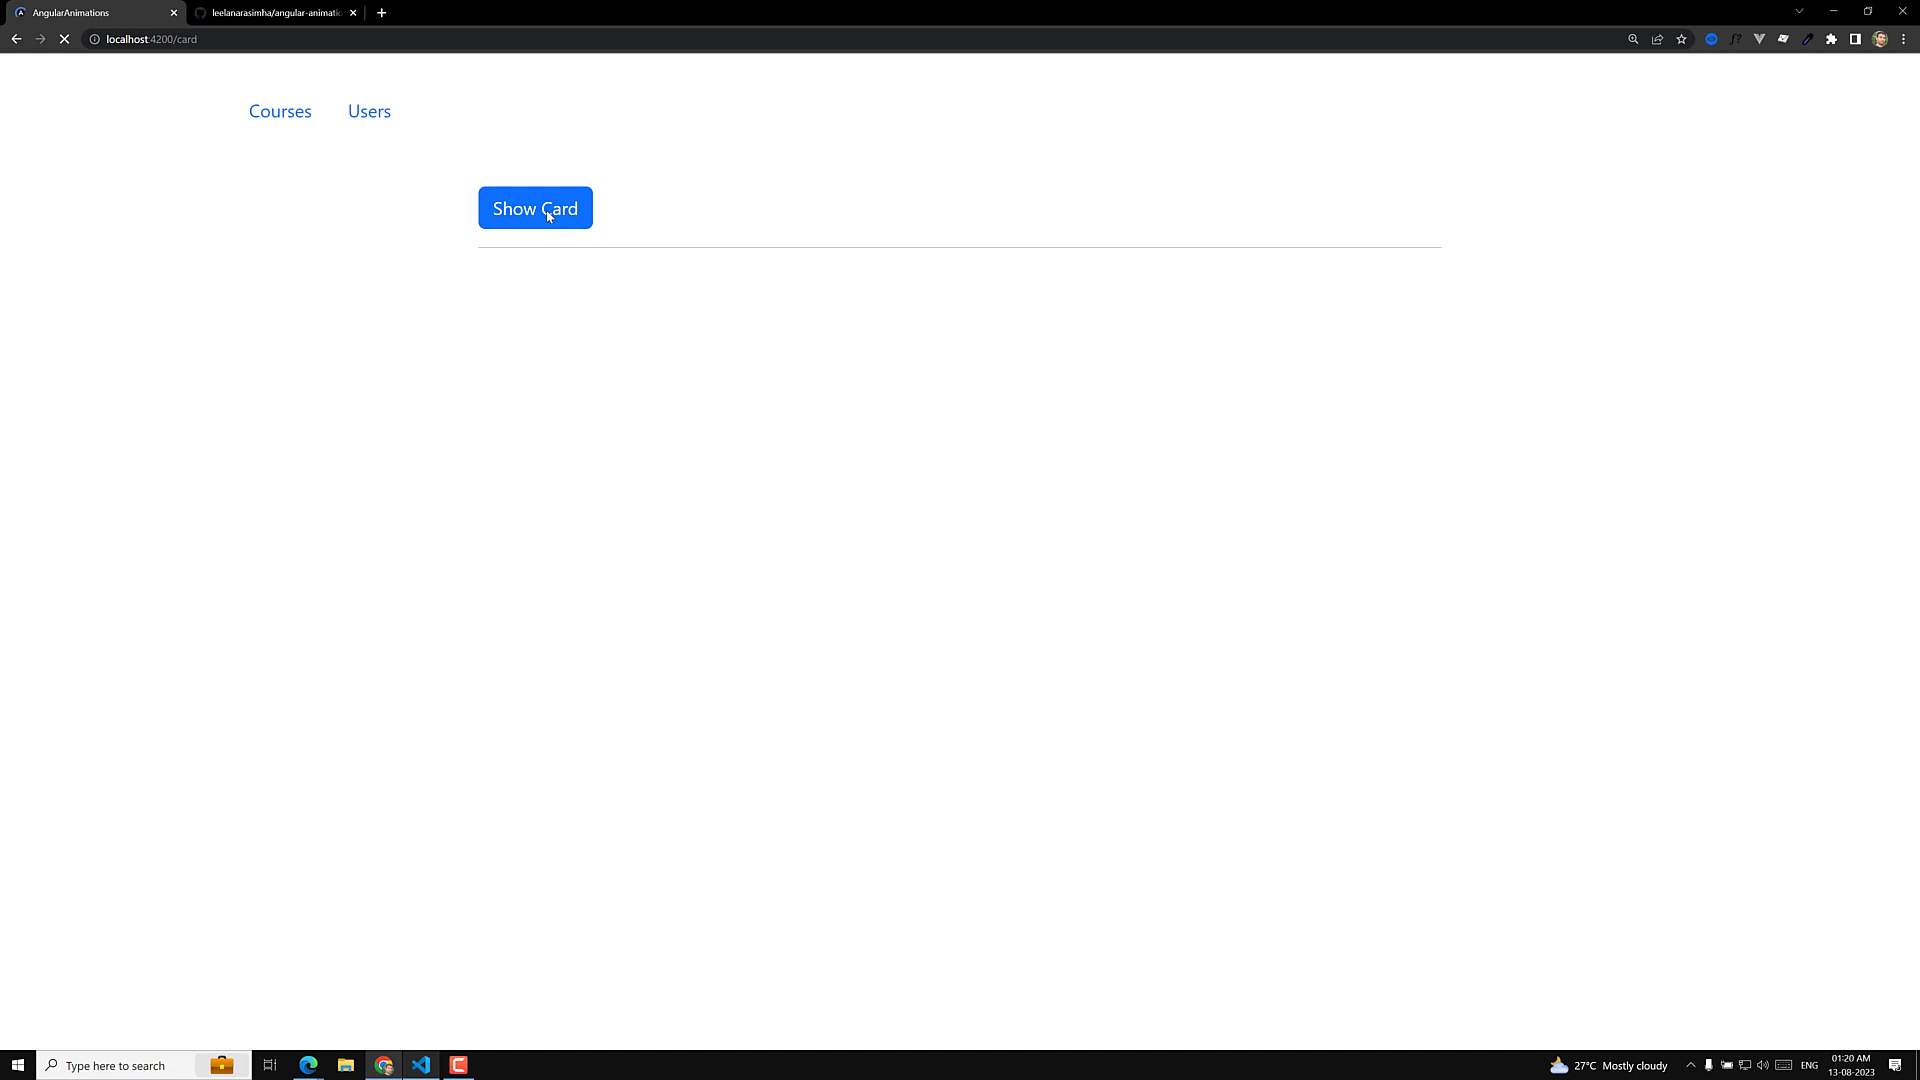 AngularAnimations
leelanarasimha/angular-animatio
localhost:4200/card
Courses Users
Show Card
Type here to search
27°C Mostly cloudy
ENG
01:20 AM
13-08-2023